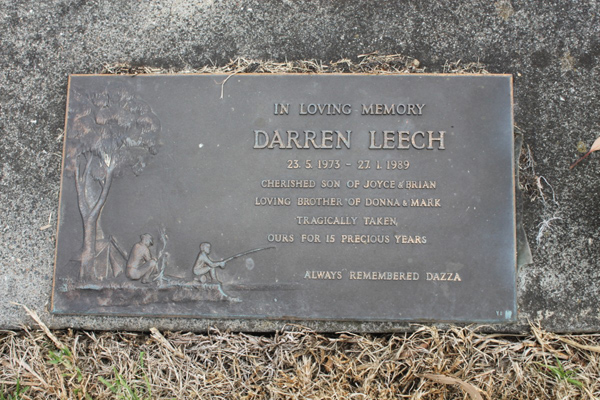 IN LOVING MEMORY
DARREN LEECH
23. 5. 1973 - 27. 1. 1989
CHERISHED SON OF JOYCE & BRIAN
LOVING BROTHER OF DONNA & MARK
TRAGICALLY TAKEN,
OURS FOR 15 PRECIOUS YEARS
ALWAYS REMEMBERED DAZZA